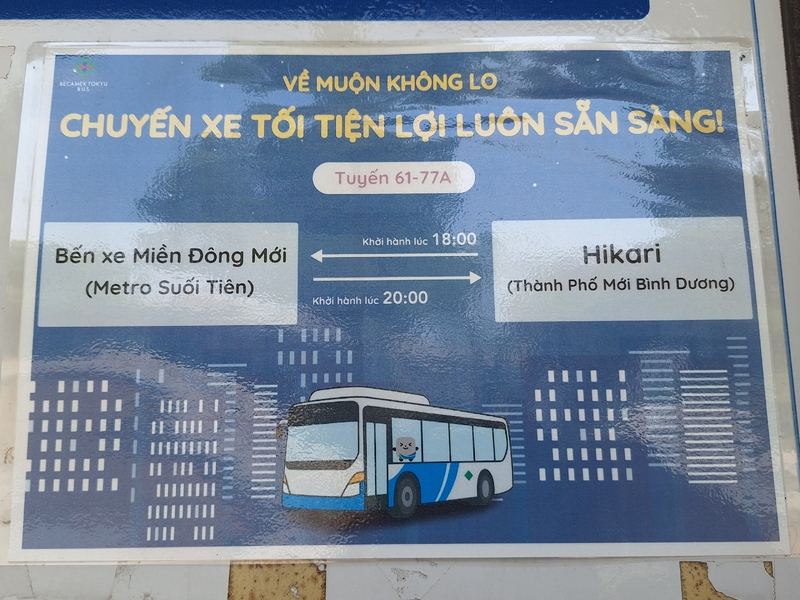 BECAMEX TOKYU
BUS
VỀ MUỘN KHÔNG LO
CHUYẾN XE TỐI TIỆN LỢI LUÔN SẴN SÀNG!
Tuyến 61-77A
Bến xe Miền Đông Mới
(Metro Suối Tiên)
Khởi hành lúc 18:00
Khởi hành lúc 20:00
Hikari
(Thành Phố Mới Bình Dương)